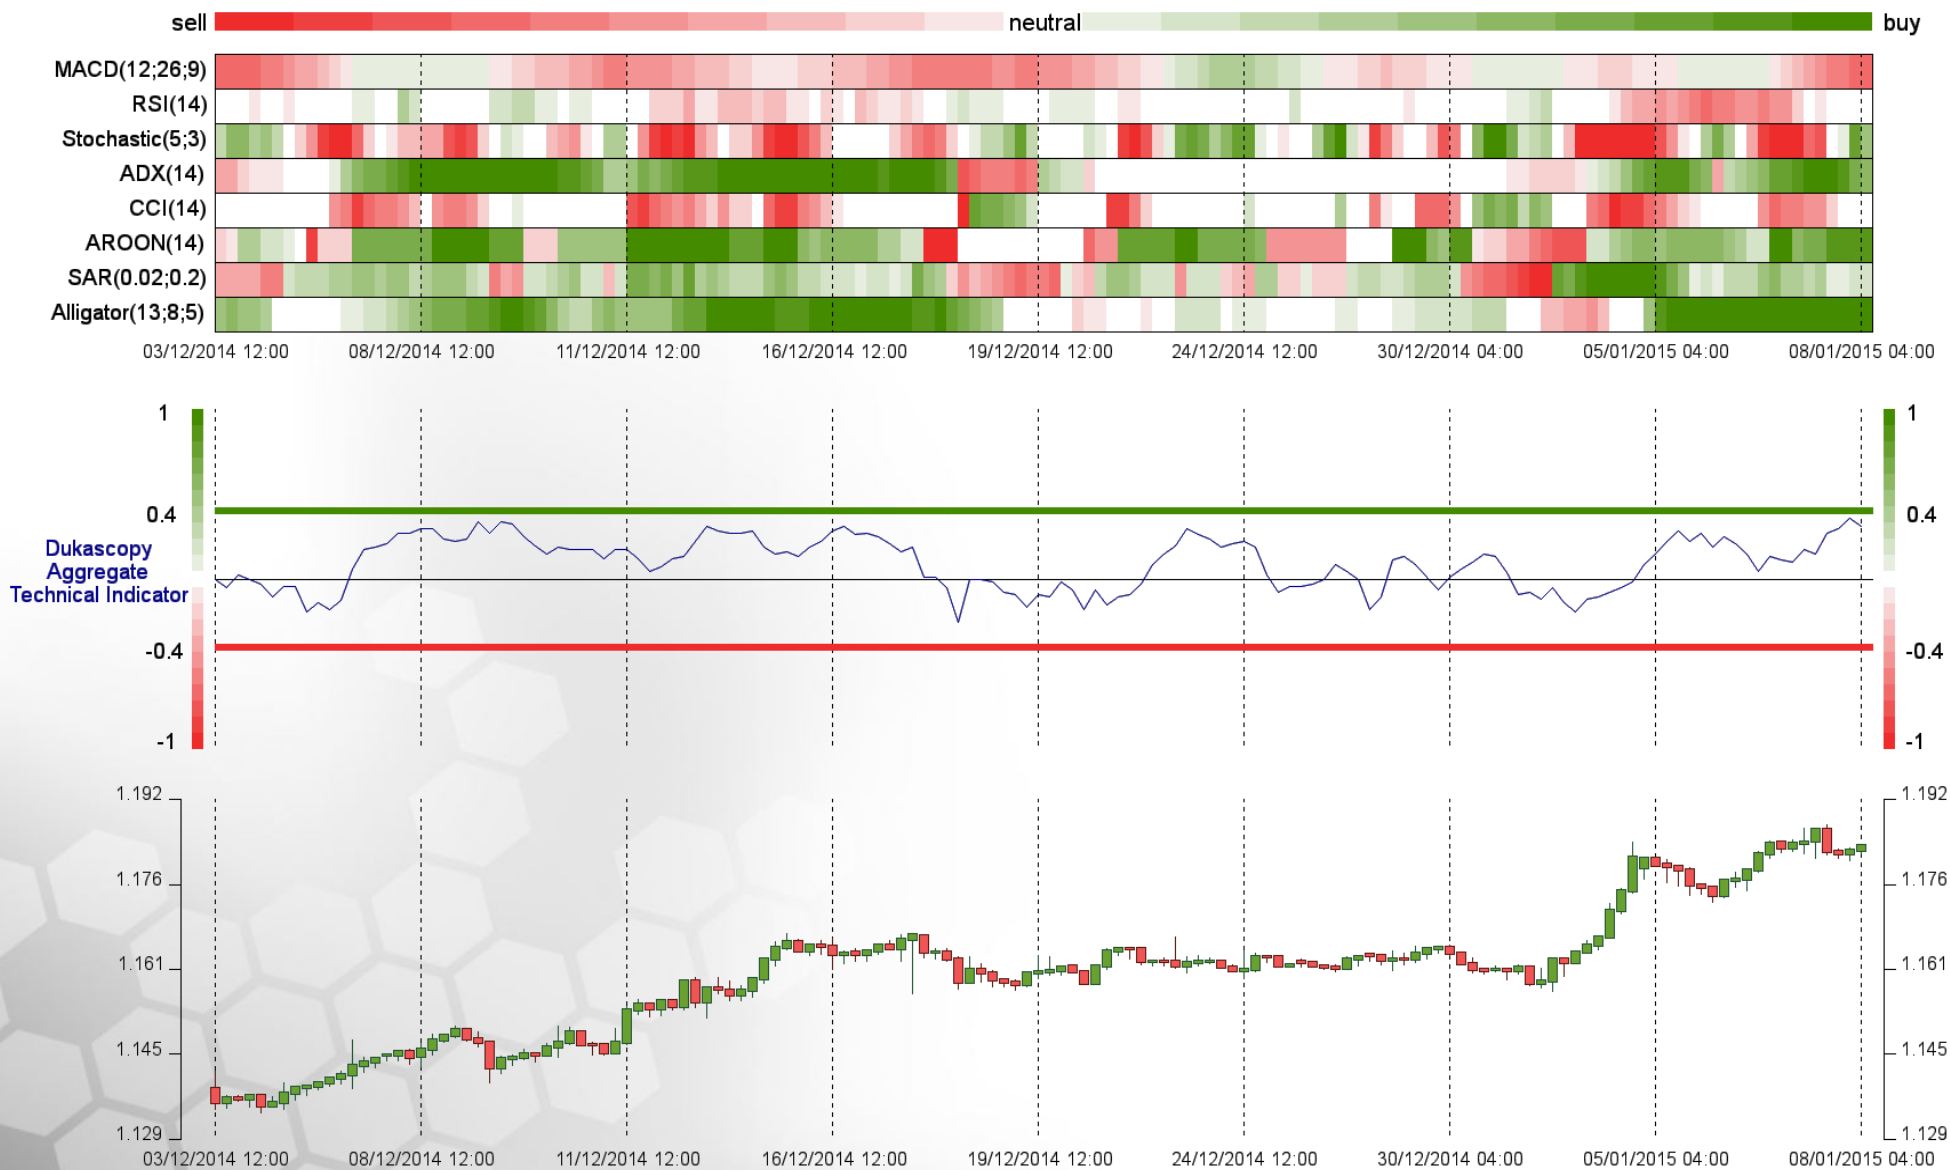 sell neutral buy
MACD(12;26;9)
RSI(14)
Stochastic(5;3)
ADX(14)
CCI(14)
AROON(14)
SAR(0.02;0.2)
Alligator(13;8;5)
03/12/2014 12:00 08/12/2014 12:00 11/12/2014 12:00 16/12/2014 12:00 19/12/2014 12:00 24/12/2014 12:00 30/12/2014 04:00 05/01/2015 04:00 08/01/2015 04:00
1 1
0.4 0.4
Dukascopy
Aggregate
Technical Indicator
-0.4 -0.4
-1 -1
1.192 1.192
1.176 1.176
1.161 1.161
1.145 1.145
1.129 1.129
03/12/2014 12:00 08/12/2014 12:00 11/12/2014 12:00 16/12/2014 12:00 19/12/2014 12:00 24/12/2014 12:00 30/12/2014 04:00 05/01/2015 04:00 08/01/2015 04:00